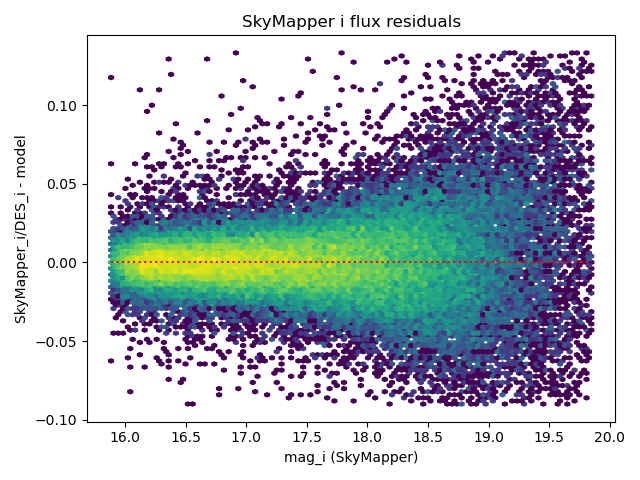 SkyMapper i flux residuals
SkyMapper_i/DES_i - model
0.10
0.05
0.00
−0.05
−0.10
16.0 16.5 17.0 17.5 18.0 18.5 19.0 19.5 20.0
mag_i (SkyMapper)